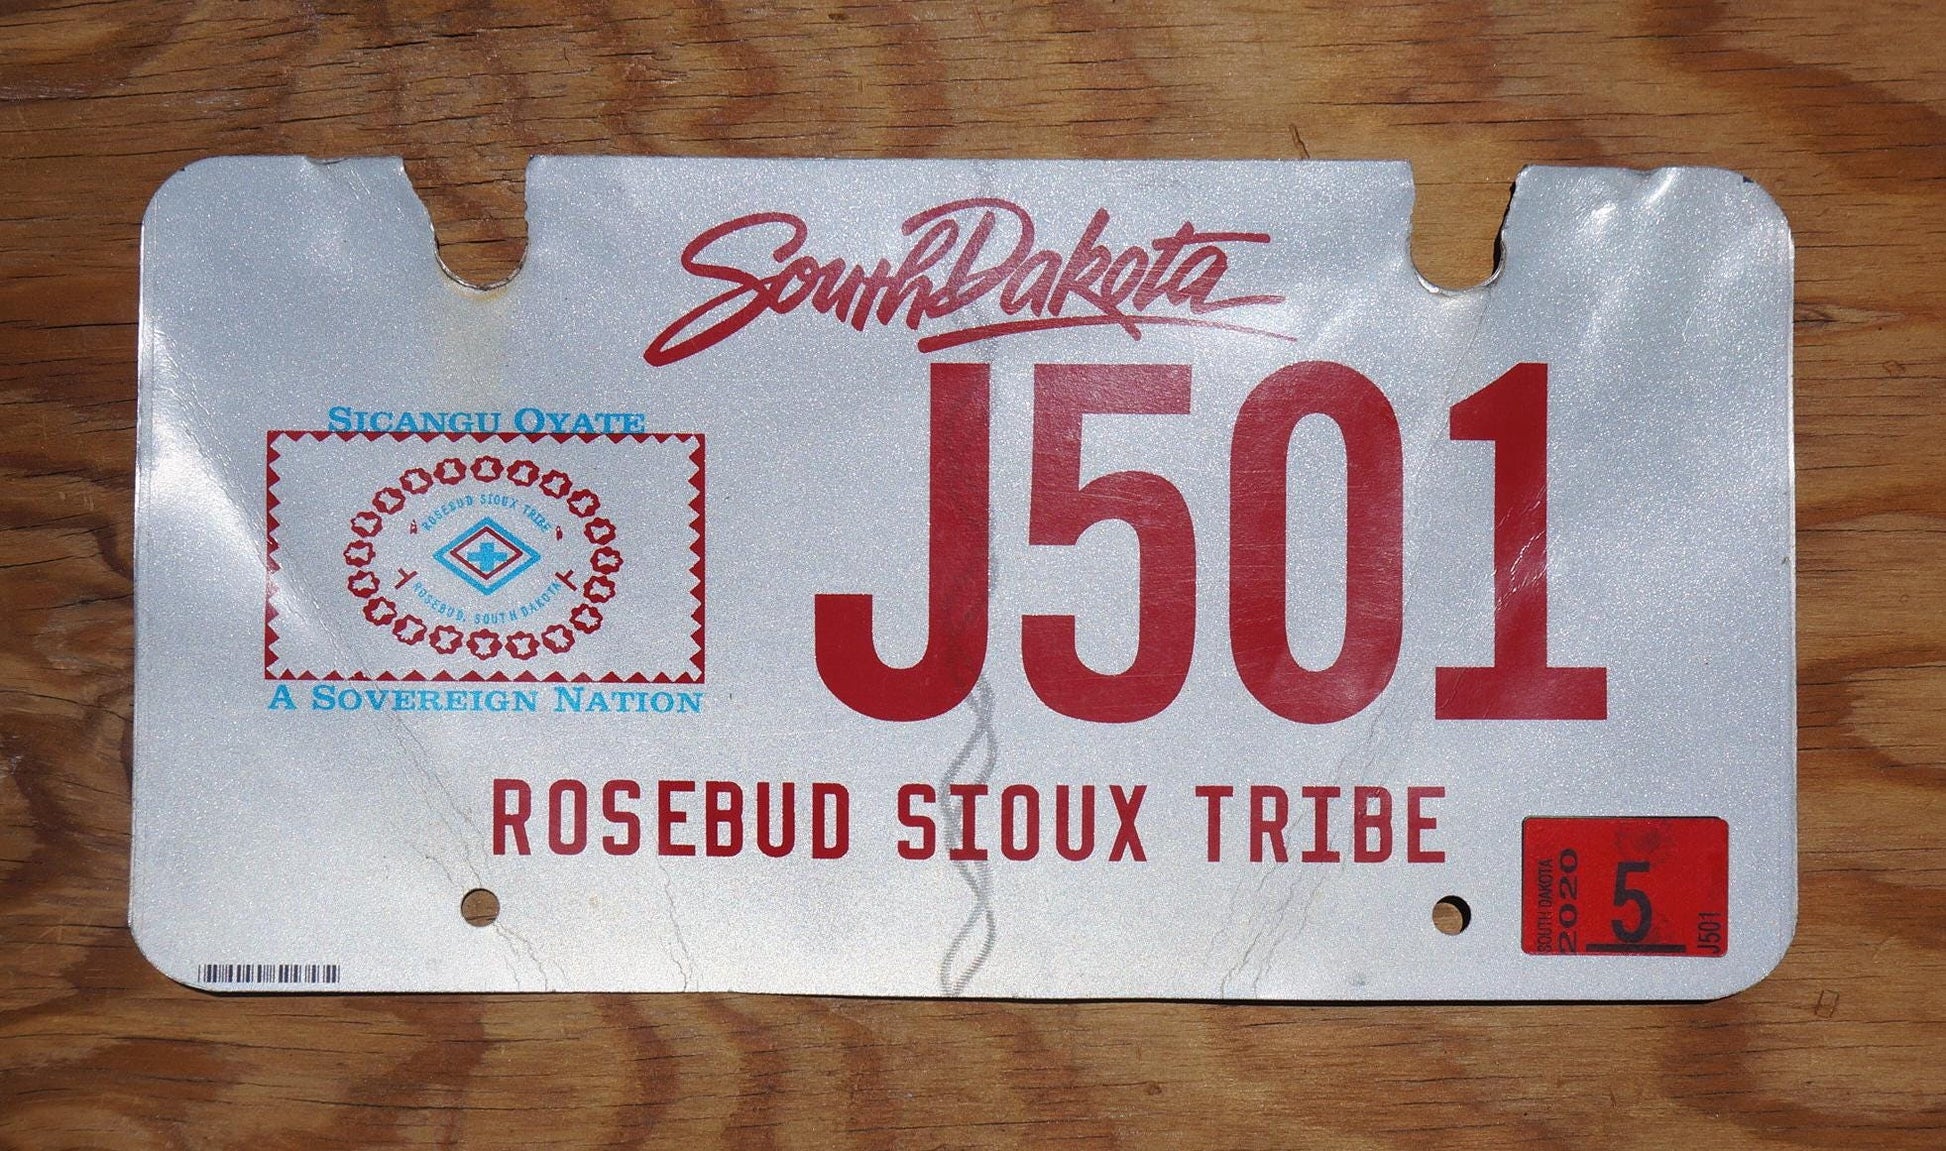 South Dakota
SICANGU OYATE
J501
ROSEBUD SIOUX TRIBE
ROSEBUD, SOUTH DAKOTA
A SOVEREIGN NATION
ROSEBUD SIOUX TRIBE
SOUTH DAKOTA
2020
5
J501